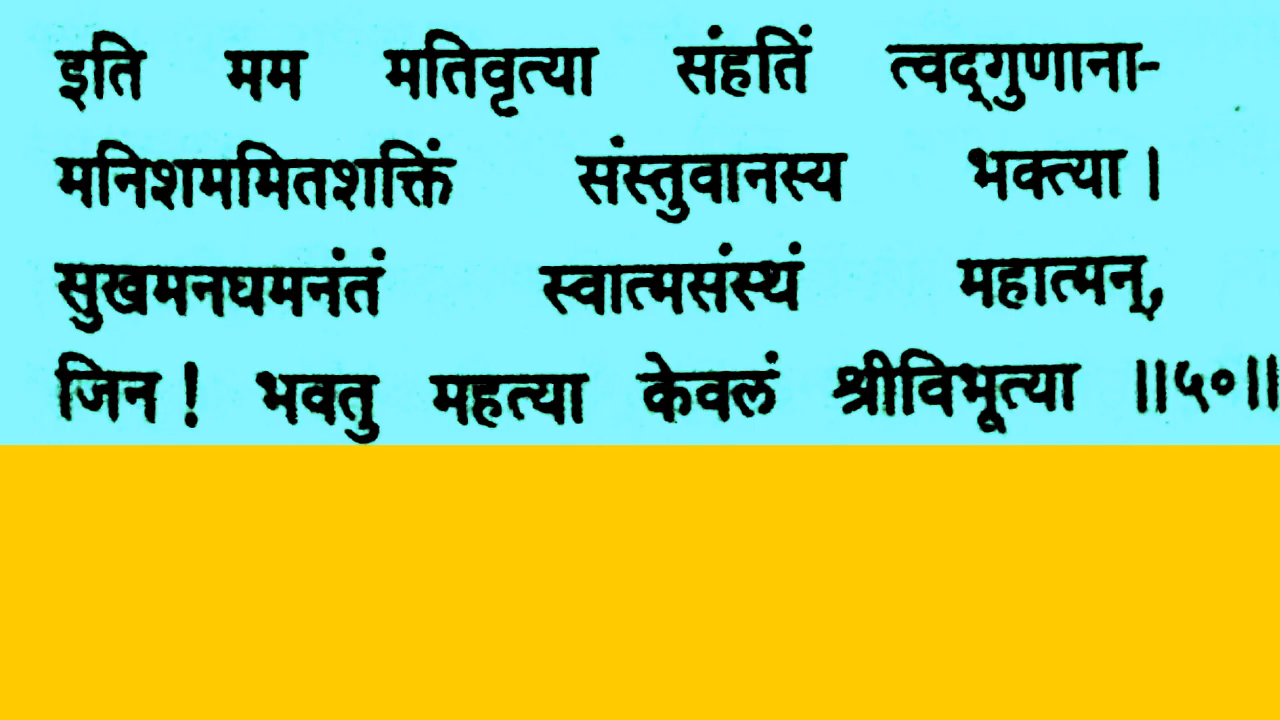 इति मम मतिवृत्या संहतिं त्वद्‌गुणाना-
मनिशममितशक्तिं संस्तुवानस्य भक्त्या ।
सुखमनघमनंतं स्वात्मसंस्थं महात्मन्,
जिन ! भवतु महत्या केवलं श्रीविभूत्या ॥५०॥